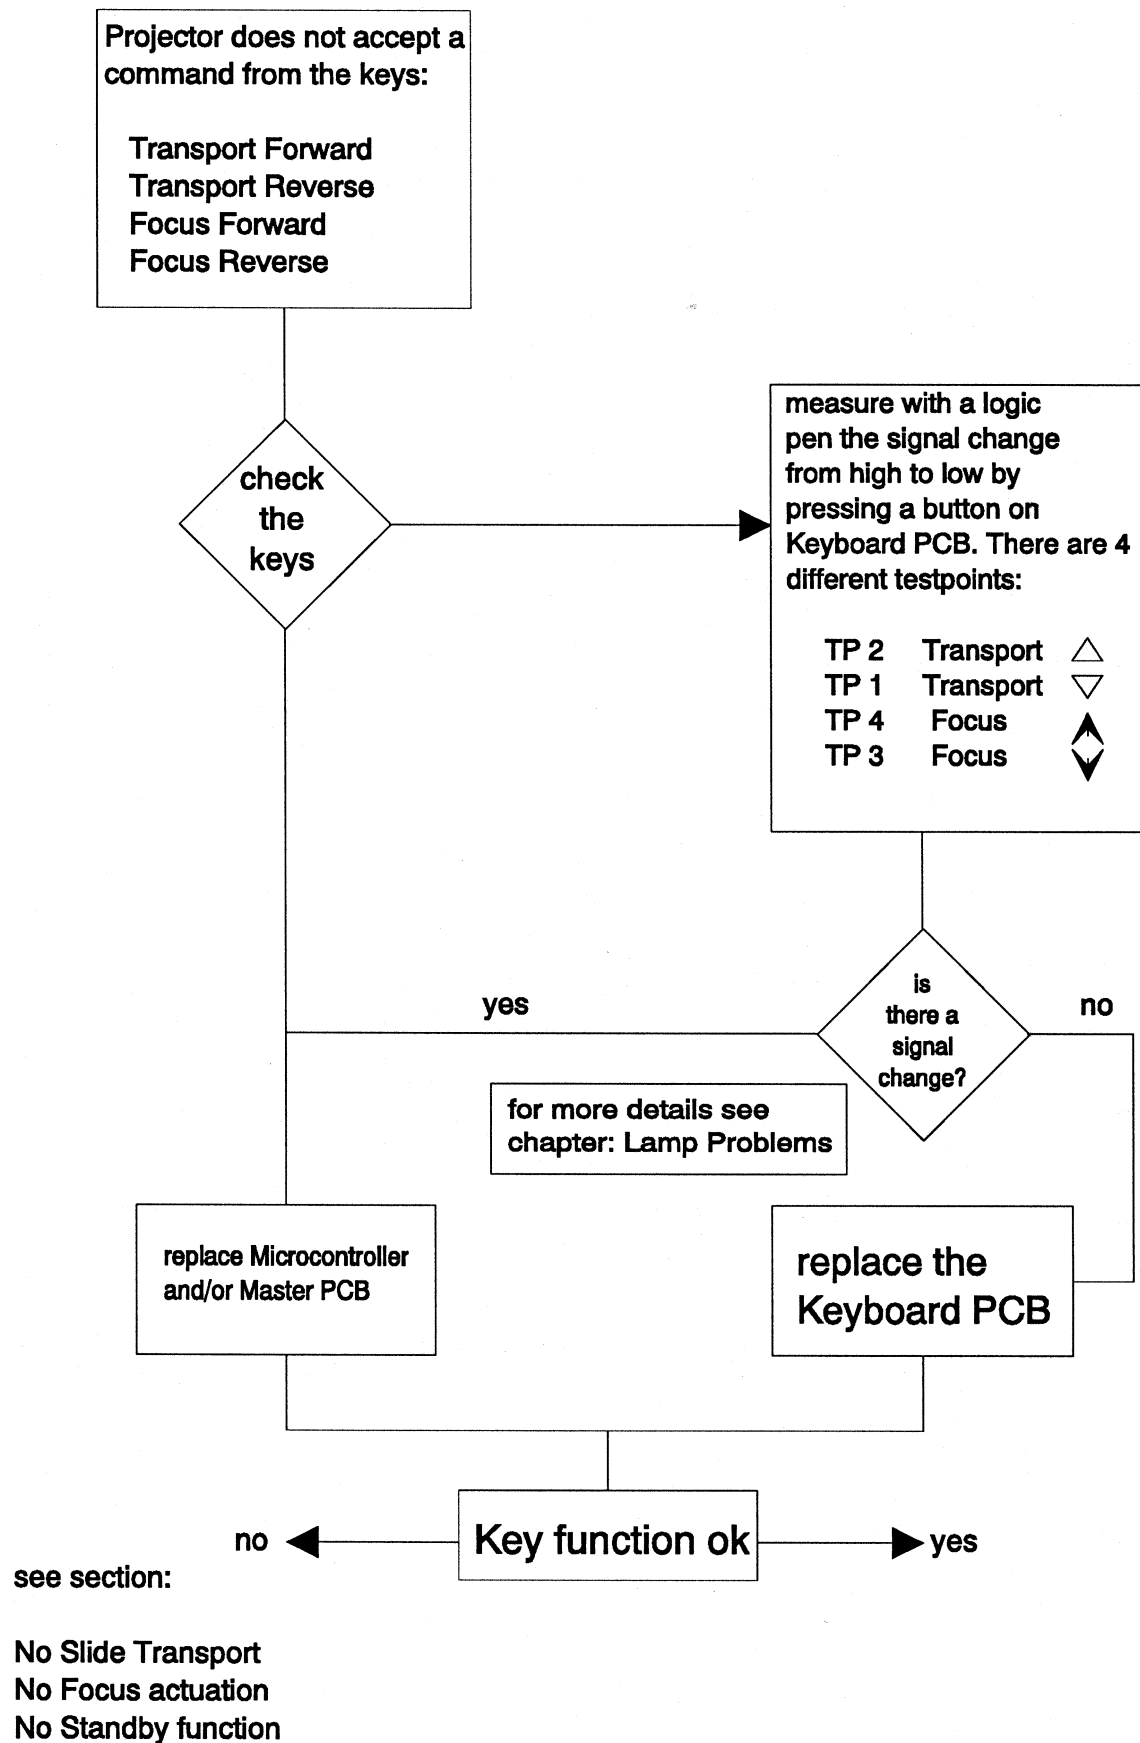 Projector does not accept a
command from the keys:
Transport Forward
Transport Reverse
Focus Forward
Focus Reverse
check
the
keys
measure with a logic
pen the signal change
from high to low by
pressing a button on
Keyboard PCB. There are 4
different testpoints:
TP 2 Transport △
TP 1 Transport ▽
TP 4 Focus
TP 3 Focus
is
there a
signal
change?
yes
no
for more details see
chapter: Lamp Problems
replace Microcontroller
and/or Master PCB
replace the
Keyboard PCB
Key function ok
no
yes
see section:
No Slide Transport
No Focus actuation
No Standby function